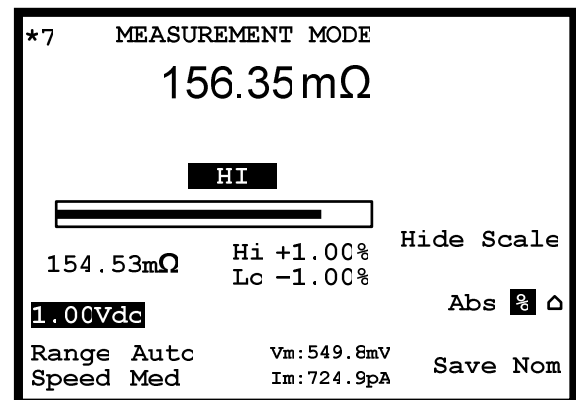 *7 MEASUREMENT MODE
156.35mΩ
HI
Hide Scale
154.53mΩ
Hi +1.00%
Lo -1.00%
Abs %
1.00Vdc
Range Auto Vm:549.8mV
Speed Med Im:724.9pA
Save Nom